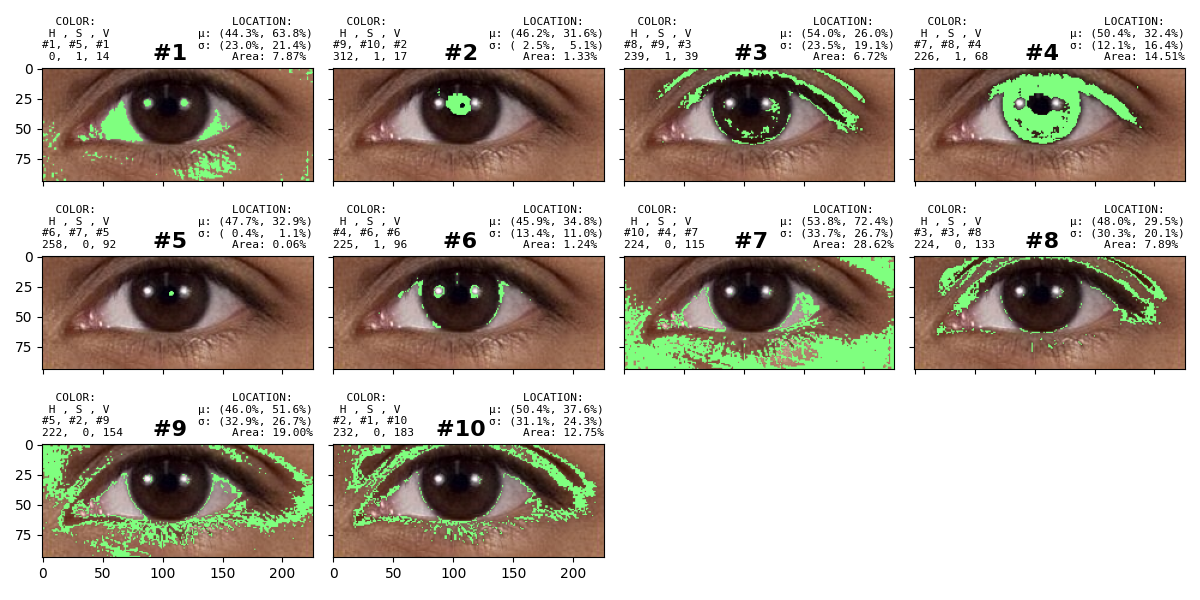 COLOR: LOCATION:
H , S , V μ: (44.3%, 63.8%)
#1, #5, #1 #1 σ: (23.0%, 21.4%)
0, 1, 14 Area: 7.87%
COLOR: LOCATION:
H , S , V μ: (46.2%, 31.6%)
#9, #10, #2 #2 σ: ( 2.5%, 5.1%)
312, 1, 17 Area: 1.33%
COLOR: LOCATION:
H , S , V μ: (54.0%, 26.0%)
#8, #9, #3 #3 σ: (23.5%, 19.1%)
239, 1, 39 Area: 6.72%
COLOR: LOCATION:
H , S , V μ: (50.4%, 32.4%)
#7, #8, #4 #4 σ: (12.1%, 16.4%)
226, 1, 68 Area: 14.51%
0
25
50
75
COLOR: LOCATION:
H , S , V μ: (47.7%, 32.9%)
#6, #7, #5 #5 σ: ( 0.4%, 1.1%)
258, 0, 92 Area: 0.06%
COLOR: LOCATION:
H , S , V μ: (45.9%, 34.8%)
#4, #6, #6 #6 σ: (13.4%, 11.0%)
225, 1, 96 Area: 1.24%
COLOR: LOCATION:
H , S , V μ: (53.8%, 72.4%)
#10, #4, #7 #7 σ: (33.7%, 26.7%)
224, 0, 115 Area: 28.62%
COLOR: LOCATION:
H , S , V μ: (48.0%, 29.5%)
#3, #3, #8 #8 σ: (30.3%, 20.1%)
224, 0, 133 Area: 7.89%
0
25
50
75
COLOR: LOCATION:
H , S , V μ: (46.0%, 51.6%)
#5, #2, #9 #9 σ: (32.9%, 26.7%)
222, 0, 154 Area: 19.00%
COLOR: LOCATION:
H , S , V μ: (50.4%, 37.6%)
#2, #1, #10 #10 σ: (31.1%, 24.3%)
232, 0, 183 Area: 12.75%
0
25
50
75
0 50 100 150 200
0 50 100 150 200